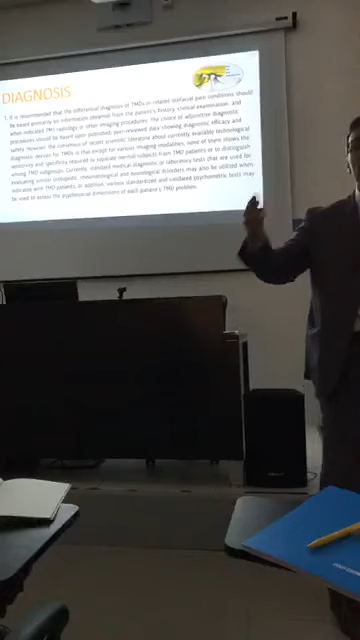 DIAGNOSIS
1. It is recommended that the differential diagnosis of TMDs or related orofacial pain conditions should
be based primarily on information obtained from the patient's history, clinical examination, and
when indicated TMJ radiology or other imaging procedures. The choice of adjunctive diagnostic
procedures should be based upon published, peer-reviewed data showing diagnostic efficacy and
safety. However, the consensus of recent scientific literature about currently available technological
diagnostic devices for TMDs is that except for various imaging modalities, none of them shows the
sensitivity and specificity required to separate normal subjects from TMD patients or to distinguish
among TMD subgroups. Currently, standard medical diagnostic or laboratory tests that are used for
evaluating similar orthopedic, rheumatological and neurological disorders may also be utilized when
indicated with TMD patients. In addition, various standardized and validated psychometric tests may
be used to assess the psychosocial dimensions of each patient's TMD problem.